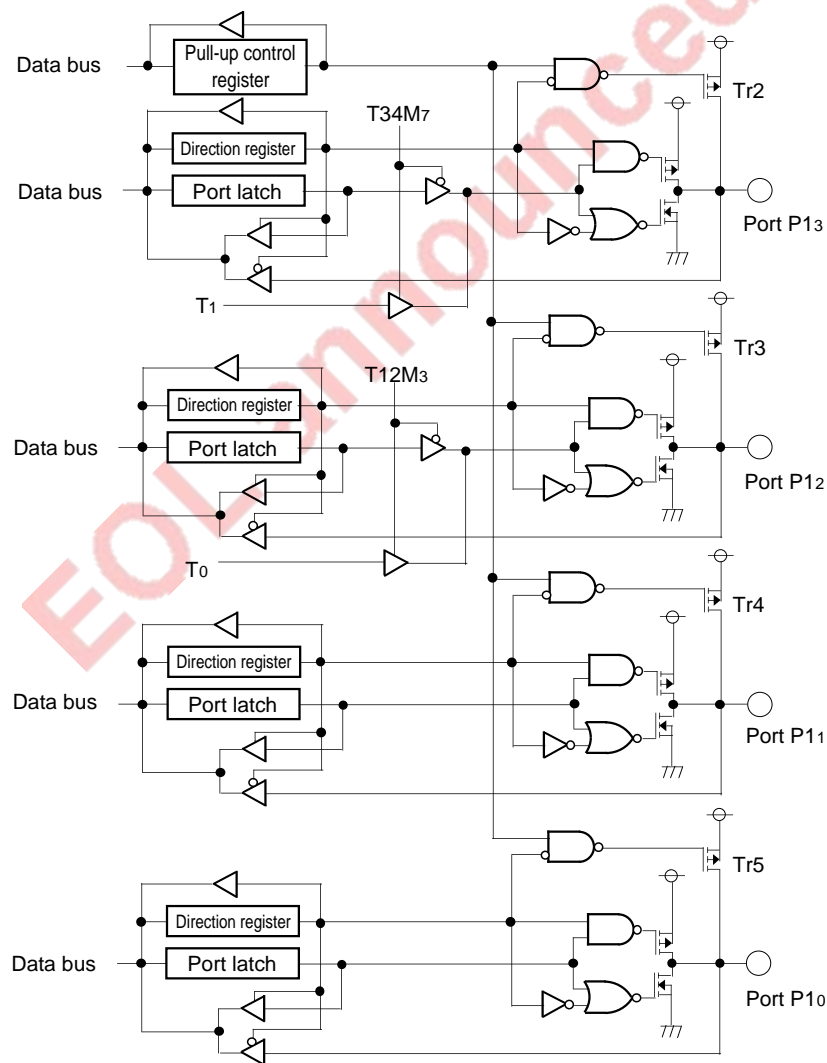 Data bus
Pull-up control
register
Tr2
T34M7
Direction register
Data bus
Port latch
Port P13
T1
Tr3
T12M3
Direction register
Data bus
Port latch
Port P12
T0
Tr4
Direction register
Data bus
Port latch
Port P11
Tr5
Direction register
Data bus
Port latch
Port P10
EOL announced